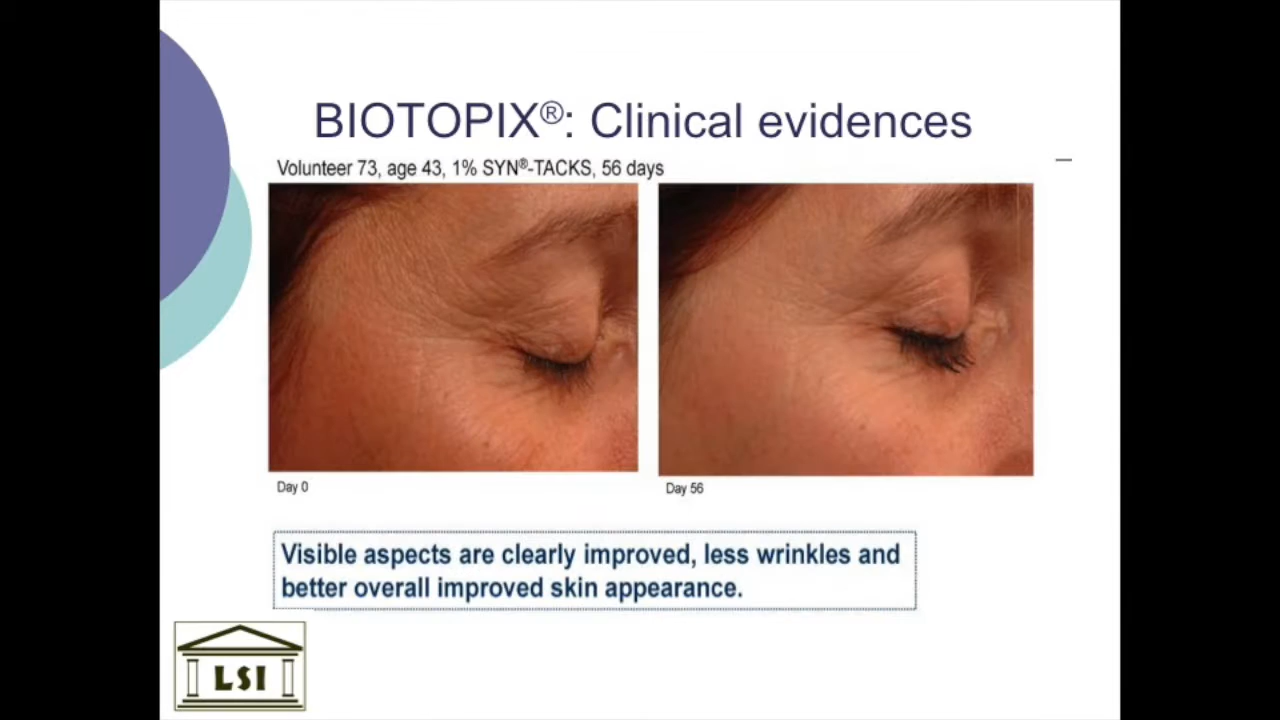 BIOTOPIX®: Clinical evidences
Volunteer 73, age 43, 1% SYN®-TACKS, 56 days
Day 0
Day 56
Visible aspects are clearly improved, less wrinkles and
better overall improved skin appearance.
LSI